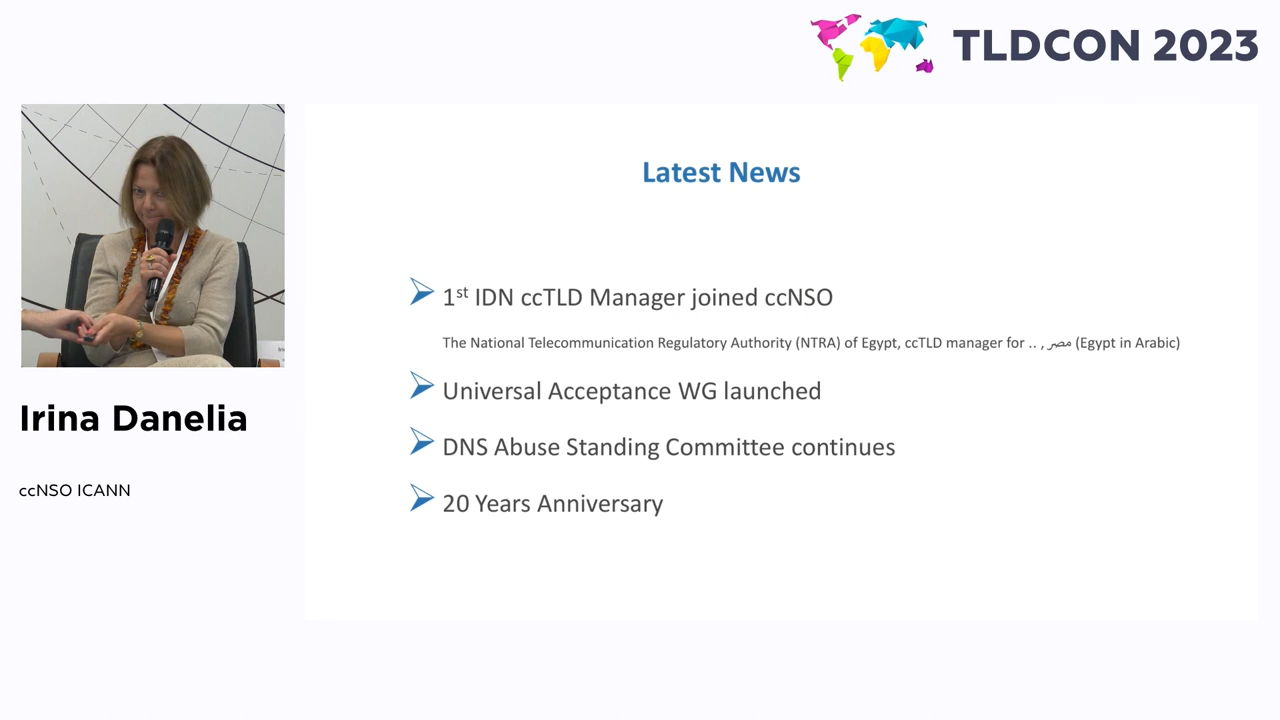 TLDCON 2023
Latest News
1st IDN ccTLD Manager joined ccNSO
The National Telecommunication Regulatory Authority (NTRA) of Egypt, ccTLD manager for .. , مصر (Egypt in Arabic)
Universal Acceptance WG launched
DNS Abuse Standing Committee continues
20 Years Anniversary
Irina Danelia
ccNSO ICANN